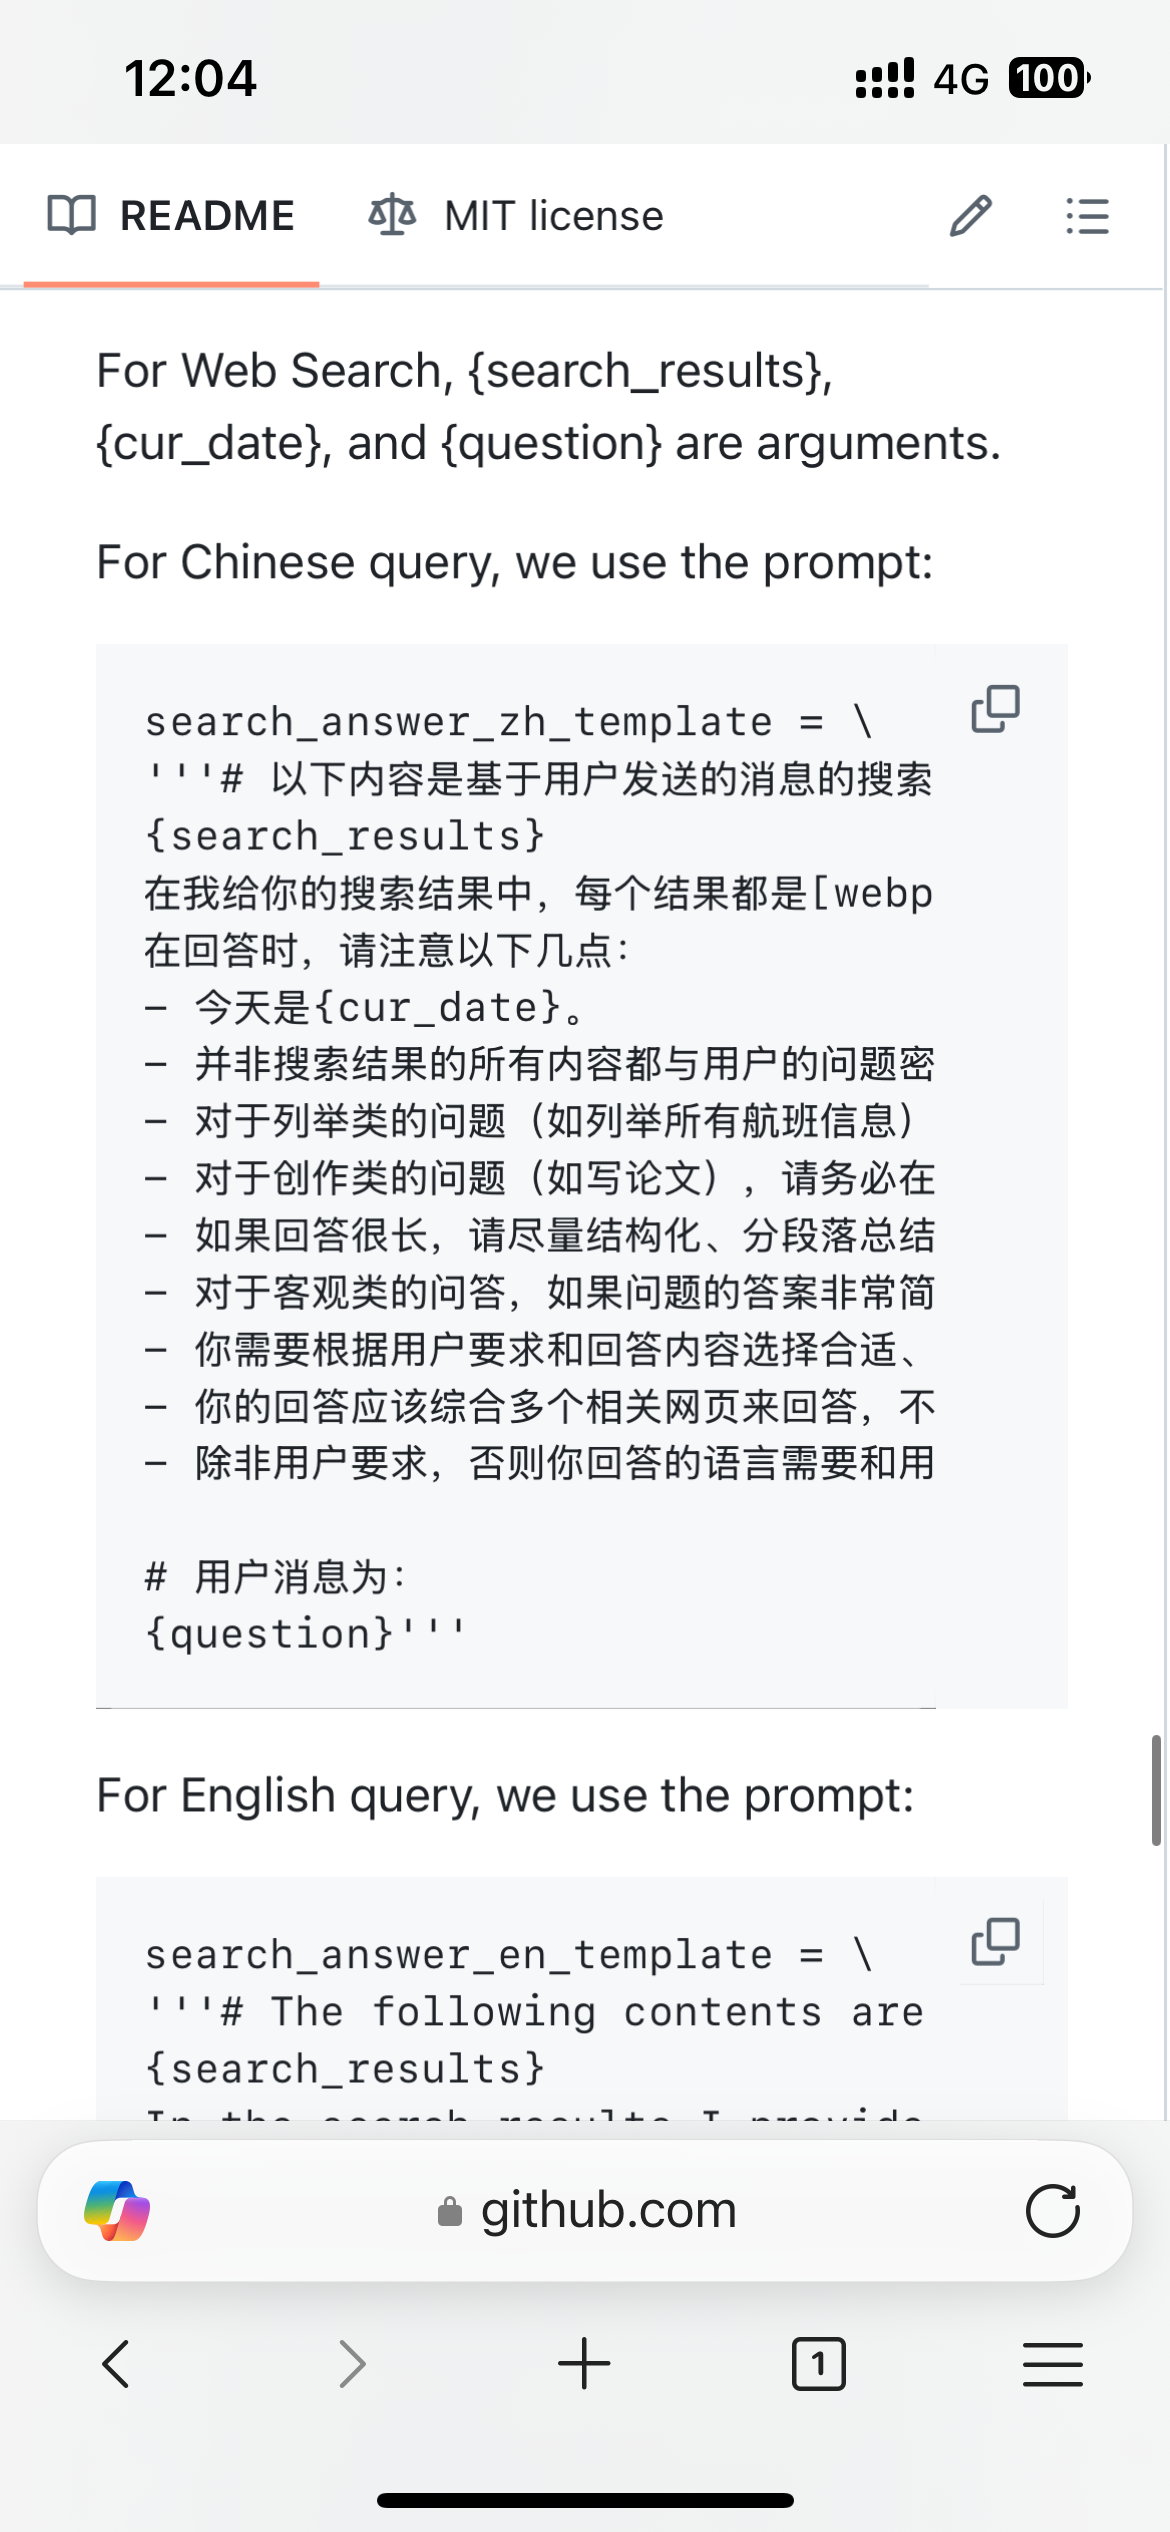 12:04
4G
100
README
MIT license
For Web Search, {search_results},
{cur_date}, and {question} are arguments.
For Chinese query, we use the prompt:
search_answer_zh_template = \
'''# 以下内容是基于用户发送的消息的搜索
{search_results}
在我给你的搜索结果中，每个结果都是[webp
在回答时，请注意以下几点：
- 今天是{cur_date}。
- 并非搜索结果的所有内容都与用户的问题密
- 对于列举类的问题（如列举所有航班信息）
- 对于创作类的问题（如写论文），请务必在
- 如果回答很长，请尽量结构化、分段落总结
- 对于客观类的问答，如果问题的答案非常简
- 你需要根据用户要求和回答内容选择合适、
- 你的回答应该综合多个相关网页来回答，不
- 除非用户要求，否则你回答的语言需要和用
# 用户消息为：
{question}'''
For English query, we use the prompt:
search_answer_en_template = \
'''# The following contents are
{search_results}
In the search results I provide
github.com
1